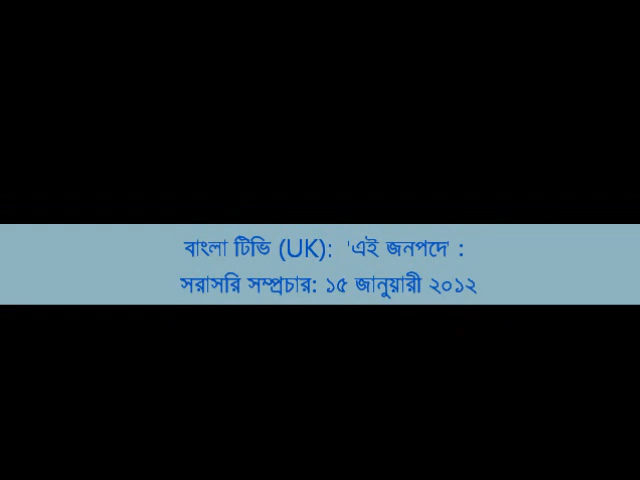 বাংলা টিভি (UK): 'এই জনপদে' :
সরাসরি সম্প্রচার: ১৫ জানুয়ারী ২০১২